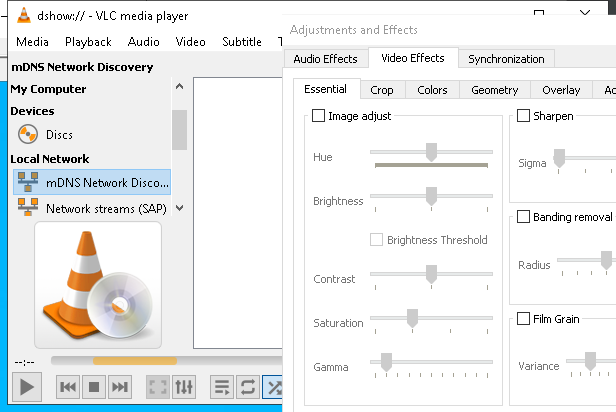 dshow:// - VLC media player
Media Playback Audio Video Subtitle T
mDNS Network Discovery
My Computer
Devices
Discs
Local Network
mDNS Network Disco...
Network streams (SAP)
--:--
Adjustments and Effects
Audio Effects Video Effects Synchronization
Essential Crop Colors Geometry Overlay Ac
Image adjust
Hue
Brightness
Brightness Threshold
Contrast
Saturation
Gamma
Sharpen
Sigma
Banding removal
Radius
Film Grain
Variance